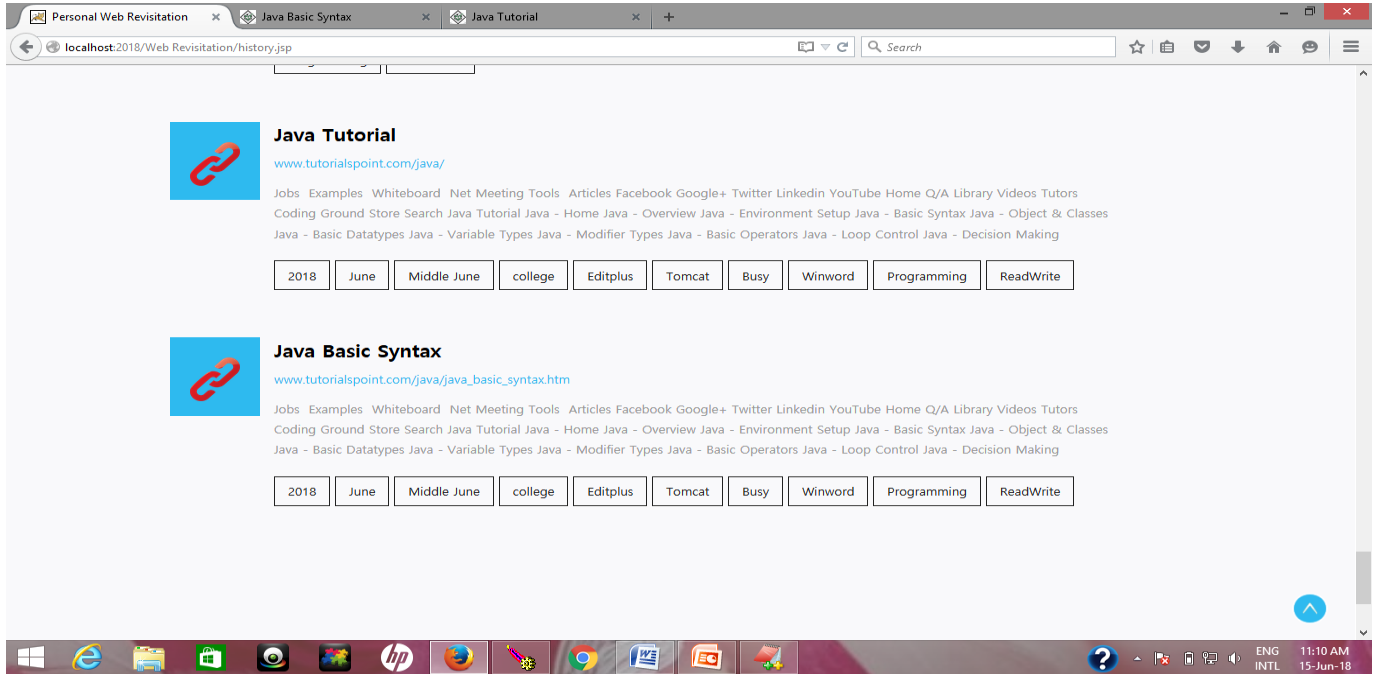 Personal Web Revisitation
Java Basic Syntax
Java Tutorial
localhost:2018/Web Revisitation/history.jsp
Search
Java Tutorial
www.tutorialspoint.com/java/
Jobs Examples Whiteboard Net Meeting Tools Articles Facebook Google+ Twitter Linkedin YouTube Home Q/A Library Videos Tutors
Coding Ground Store Search Java Tutorial Java - Home Java - Overview Java - Environment Setup Java - Basic Syntax Java - Object & Classes
Java - Basic Datatypes Java - Variable Types Java - Modifier Types Java - Basic Operators Java - Loop Control Java - Decision Making
2018 June Middle June college Editplus Tomcat Busy Winword Programming ReadWrite
Java Basic Syntax
www.tutorialspoint.com/java/java_basic_syntax.htm
Jobs Examples Whiteboard Net Meeting Tools Articles Facebook Google+ Twitter Linkedin YouTube Home Q/A Library Videos Tutors
Coding Ground Store Search Java Tutorial Java - Home Java - Overview Java - Environment Setup Java - Basic Syntax Java - Object & Classes
Java - Basic Datatypes Java - Variable Types Java - Modifier Types Java - Basic Operators Java - Loop Control Java - Decision Making
2018 June Middle June college Editplus Tomcat Busy Winword Programming ReadWrite
hp
ENG 11:10 AM
INTL 15-Jun-18